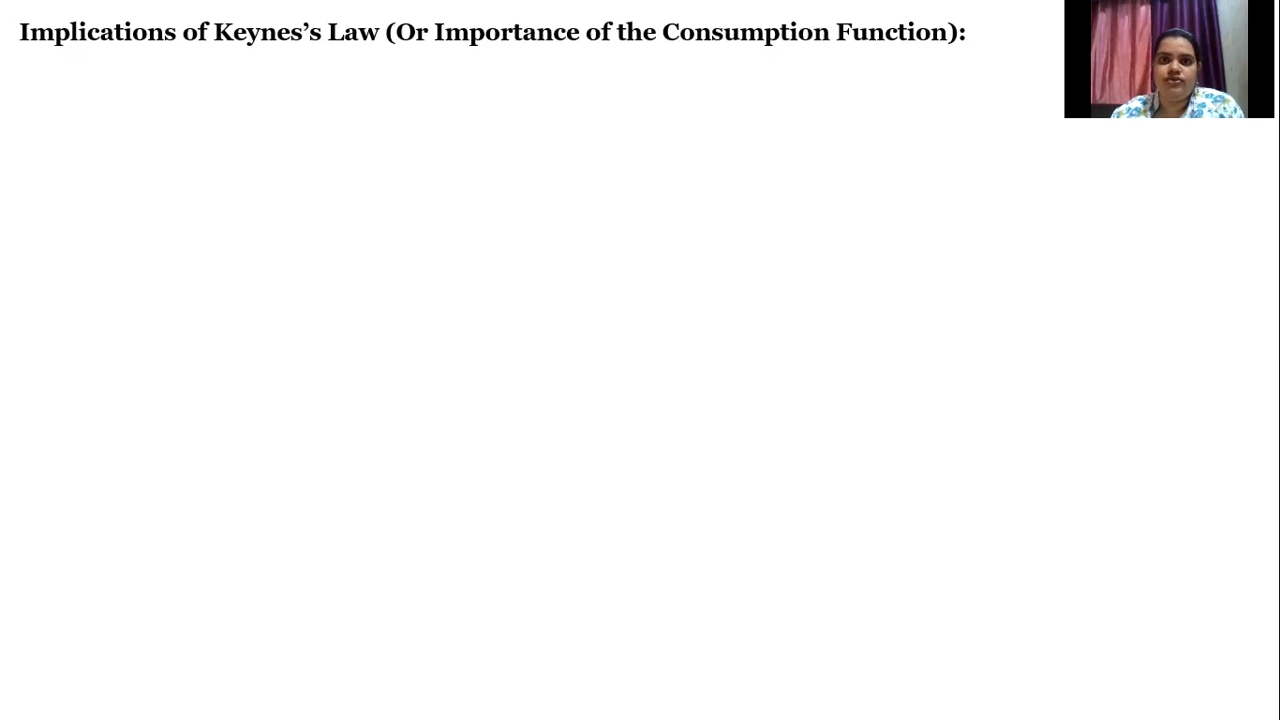 Implications of Keynes’s Law (Or Importance of the Consumption Function):